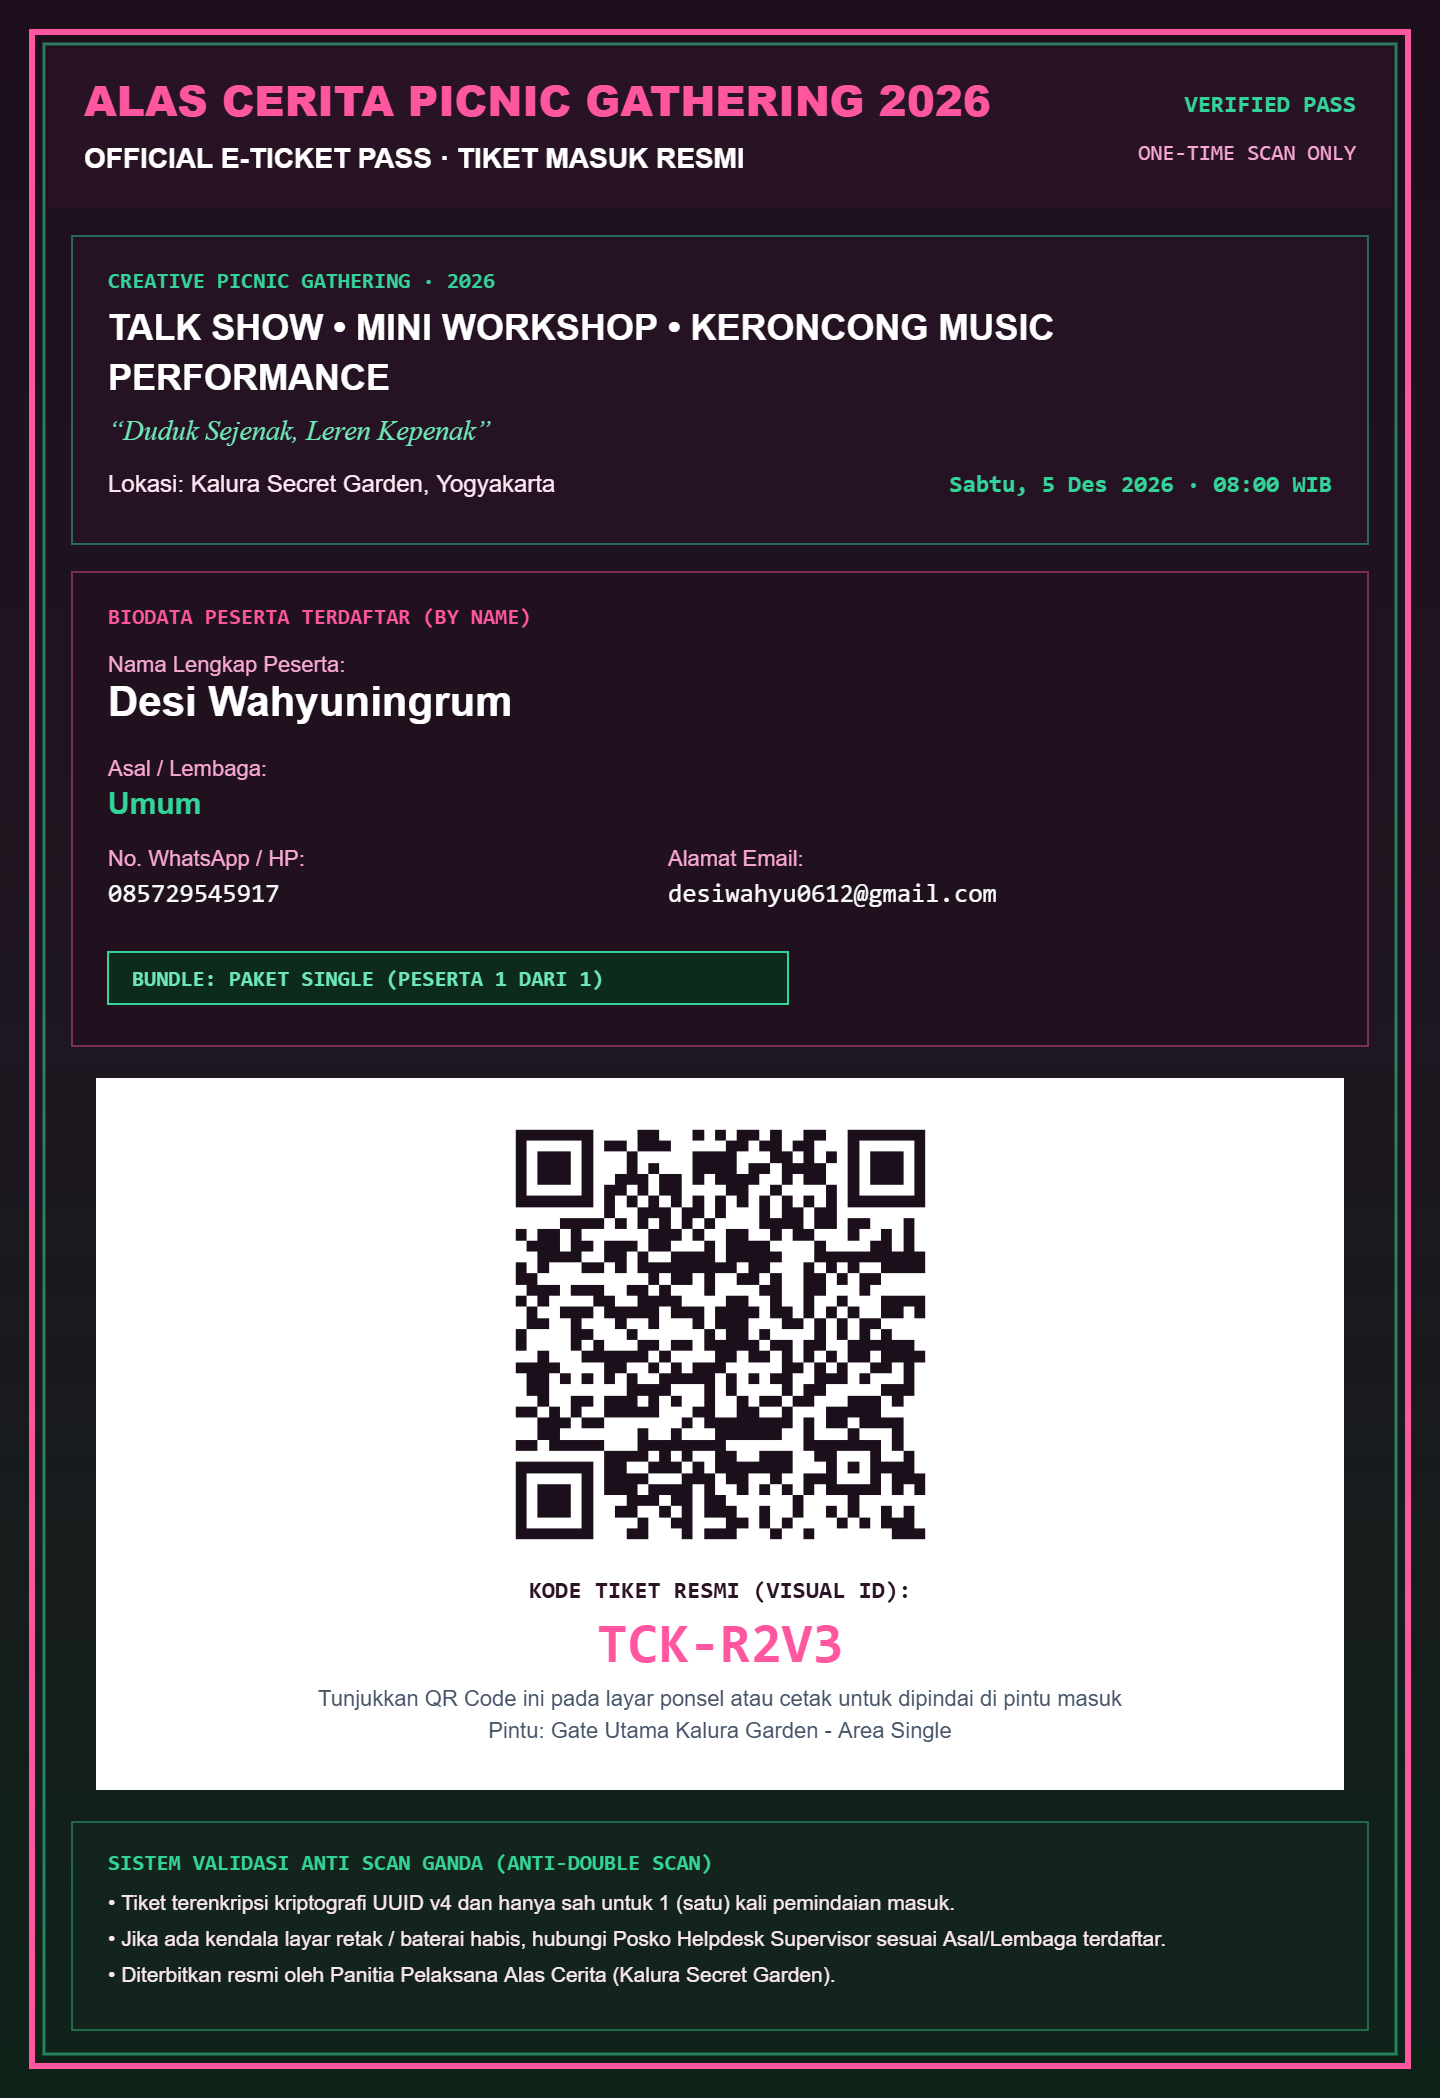 ALAS CERITA PICNIC GATHERING 2026
VERIFIED PASS
OFFICIAL E-TICKET PASS · TIKET MASUK RESMI
ONE-TIME SCAN ONLY
CREATIVE PICNIC GATHERING · 2026
TALK SHOW • MINI WORKSHOP • KERONCONG MUSIC
PERFORMANCE
“Duduk Sejenak, Leren Kepenak”
Lokasi: Kalura Secret Garden, Yogyakarta
Sabtu, 5 Des 2026 · 08:00 WIB
BIODATA PESERTA TERDAFTAR (BY NAME)
Nama Lengkap Peserta:
Desi Wahyuningrum
Asal / Lembaga:
Umum
No. WhatsApp / HP:
085729545917
Alamat Email:
desiwahyu0612@gmail.com
BUNDLE: PAKET SINGLE (PESERTA 1 DARI 1)
KODE TIKET RESMI (VISUAL ID):
TCK-R2V3
Tunjukkan QR Code ini pada layar ponsel atau cetak untuk dipindai di pintu masuk
Pintu: Gate Utama Kalura Garden - Area Single
SISTEM VALIDASI ANTI SCAN GANDA (ANTI-DOUBLE SCAN)
• Tiket terenkripsi kriptografi UUID v4 dan hanya sah untuk 1 (satu) kali pemindaian masuk.
• Jika ada kendala layar retak / baterai habis, hubungi Posko Helpdesk Supervisor sesuai Asal/Lembaga terdaftar.
• Diterbitkan resmi oleh Panitia Pelaksana Alas Cerita (Kalura Secret Garden).